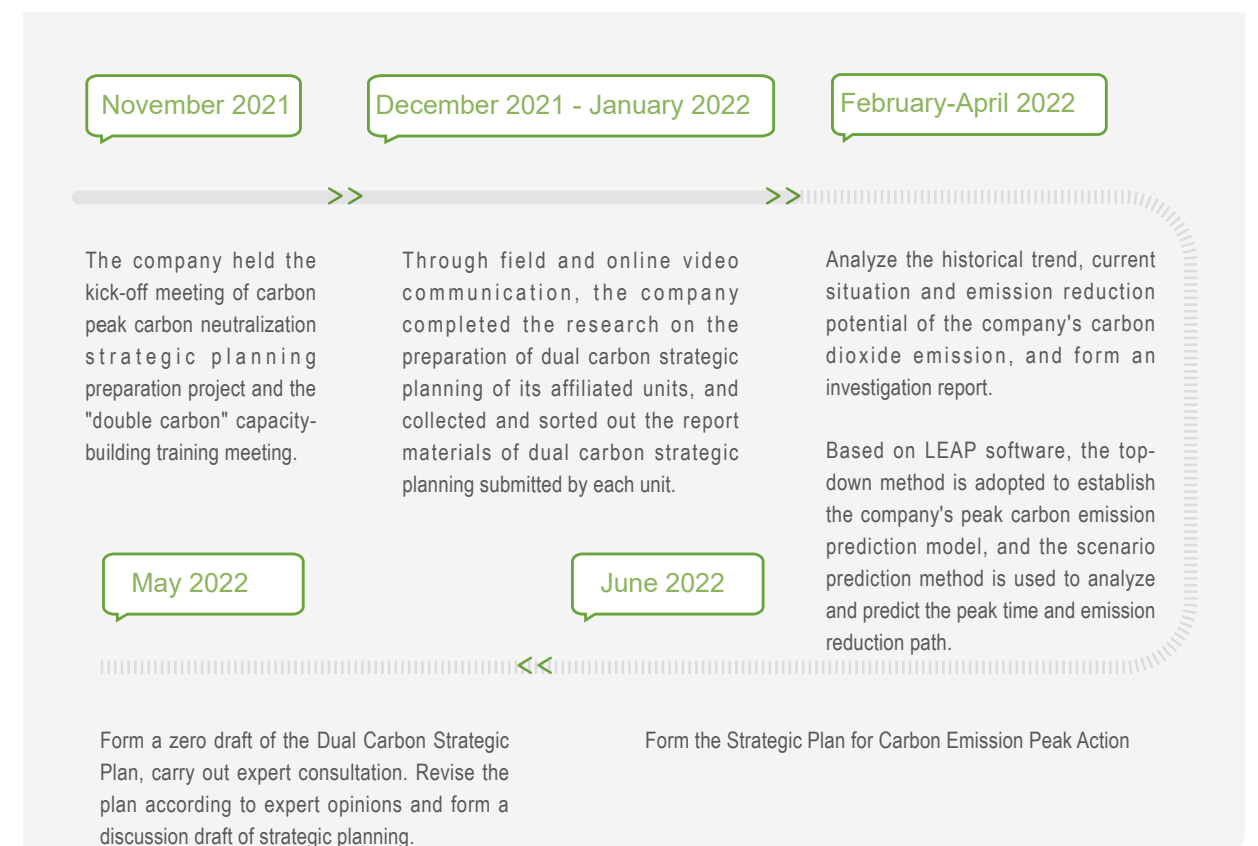 November 2021
The company held the
kick-off meeting of carbon
peak carbon neutralization
strategic planning
preparation project and the
"double carbon" capacity-
building training meeting.
December 2021 - January 2022
Through field and online video
communication, the company
completed the research on the
preparation of dual carbon strategic
planning of its affiliated units, and
collected and sorted out the report
materials of dual carbon strategic
planning submitted by each unit.
February-April 2022
Analyze the historical trend, current
situation and emission reduction
potential of the company's carbon
dioxide emission, and form an
investigation report.
Based on LEAP software, the top-
down method is adopted to establish
the company's peak carbon emission
prediction model, and the scenario
prediction method is used to analyze
and predict the peak time and emission
reduction path.
May 2022
Form a zero draft of the Dual Carbon Strategic
Plan, carry out expert consultation. Revise the
plan according to expert opinions and form a
discussion draft of strategic planning.
June 2022
Form the Strategic Plan for Carbon Emission Peak Action